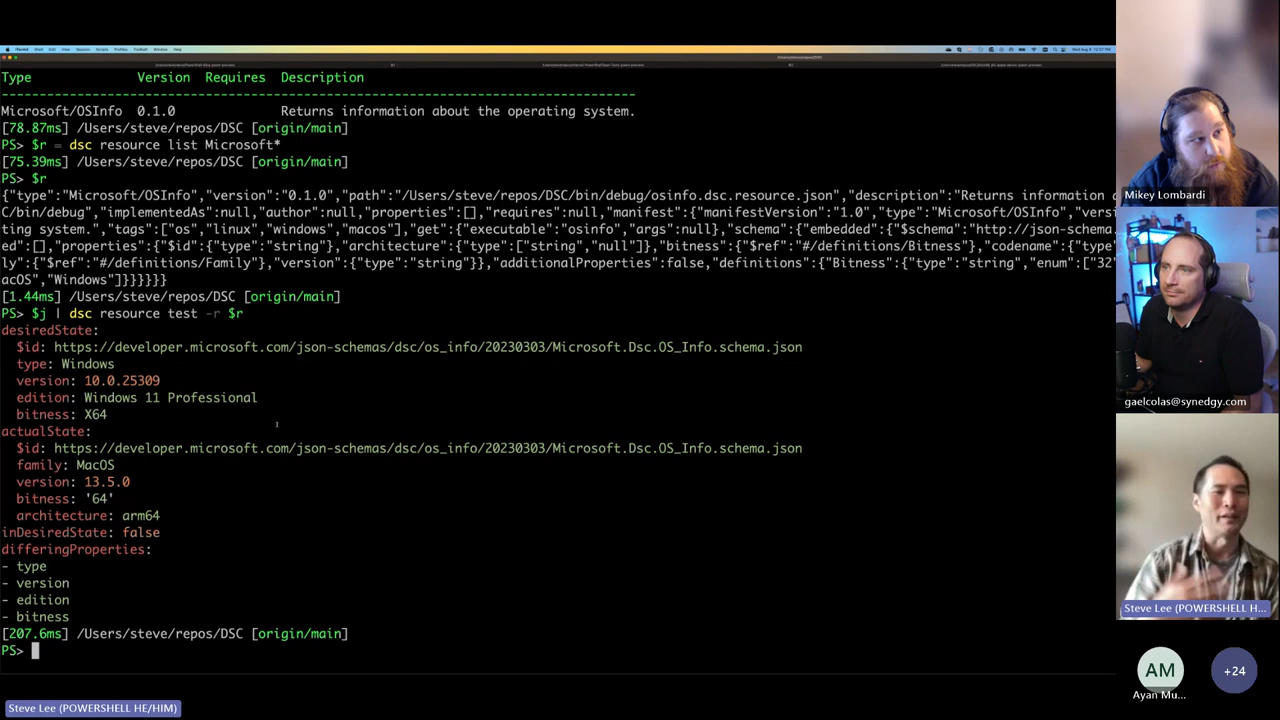 Type Version Requires Description
--------------------------------------------------------------------------------
Microsoft/OSInfo 0.1.0 Returns information about the operating system.
[78.87ms] /Users/steve/repos/DSC [origin/main]
PS> $r = dsc resource list Microsoft*
[75.39ms] /Users/steve/repos/DSC [origin/main]
PS> $r
{"type":"Microsoft/OSInfo","version":"0.1.0","path":"/Users/steve/repos/DSC/bin/debug/osinfo.dsc.resource.json","description":"Returns information
C/bin/debug","implementedAs":null,"author":null,"properties":[],"requires":null,"manifest":{"manifestVersion":"1.0","type":"Microsoft/OSInfo","versi
ting system.","tags":["os","linux","windows","macos"],"get":{"executable":"osinfo","args":null},"schema":{"embedded":{"$schema":"http://json-schema.
ed":[],"properties":{"$id":{"type":"string"},"architecture":{"type":["string","null"]},"bitness":{"$ref":"#/definitions/Bitness"},"codename":{"type"
ly":{"$ref":"#/definitions/Family"},"version":{"type":"string"}},"additionalProperties":false,"definitions":{"Bitness":{"type":"string","enum":["32"
acOS","Windows"]}}}}}}
[1.44ms] /Users/steve/repos/DSC [origin/main]
PS> $j | dsc resource test -r $r
desiredState:
$id: https://developer.microsoft.com/json-schemas/dsc/os_info/20230303/Microsoft.Dsc.OS_Info.schema.json
type: Windows
version: 10.0.25309
edition: Windows 11 Professional
bitness: X64
actualState:
$id: https://developer.microsoft.com/json-schemas/dsc/os_info/20230303/Microsoft.Dsc.OS_Info.schema.json
family: MacOS
version: 13.5.0
bitness: '64'
architecture: arm64
inDesiredState: false
differingProperties:
- type
- version
- edition
- bitness
[207.6ms] /Users/steve/repos/DSC [origin/main]
PS>
Steve Lee (POWERSHELL HE/HIM)
Mikey Lombardi
gaelcolas@synedgy.com
Steve Lee (POWERSHELL H...
AM
Ayan Mu...
+24